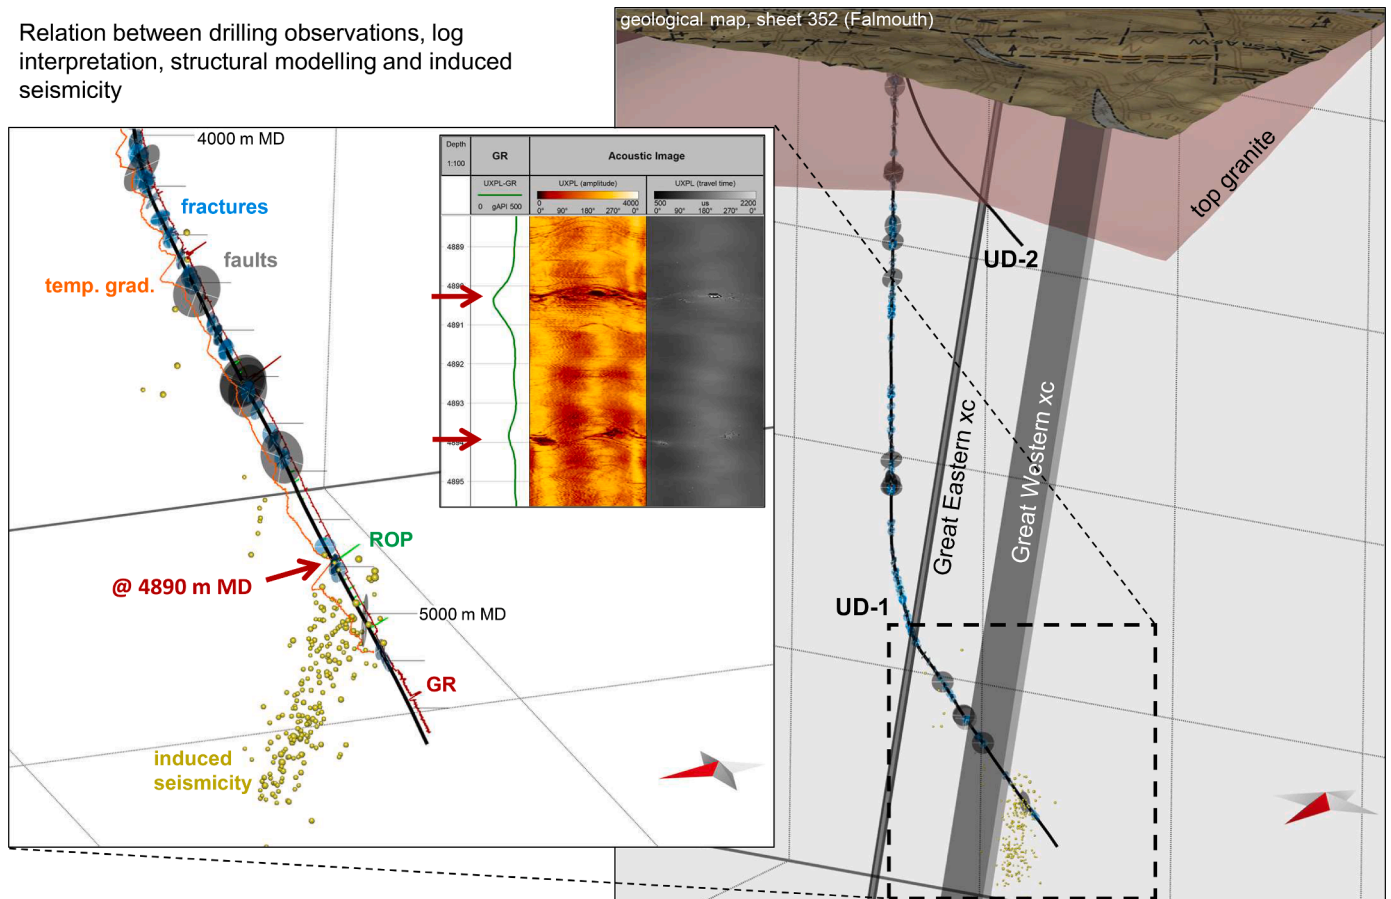 Relation between drilling observations, log
interpretation, structural modelling and induced
seismicity
geological map, sheet 352 (Falmouth)
top granite
UD-2
Great Eastern xc
Great Western xc
UD-1
4000 m MD
fractures
faults
temp. grad.
ROP
@ 4890 m MD
5000 m MD
GR
induced
seismicity
Depth
1:100
GR
Acoustic Image
UXPL-GR
0 gAPI 500
UXPL (amplitude)
0 4000
0° 90° 180° 270° 0°
UXPL (travel time)
500 us 2200
0° 90° 180° 270° 0°
4889
4890
4891
4892
4893
4894
4895